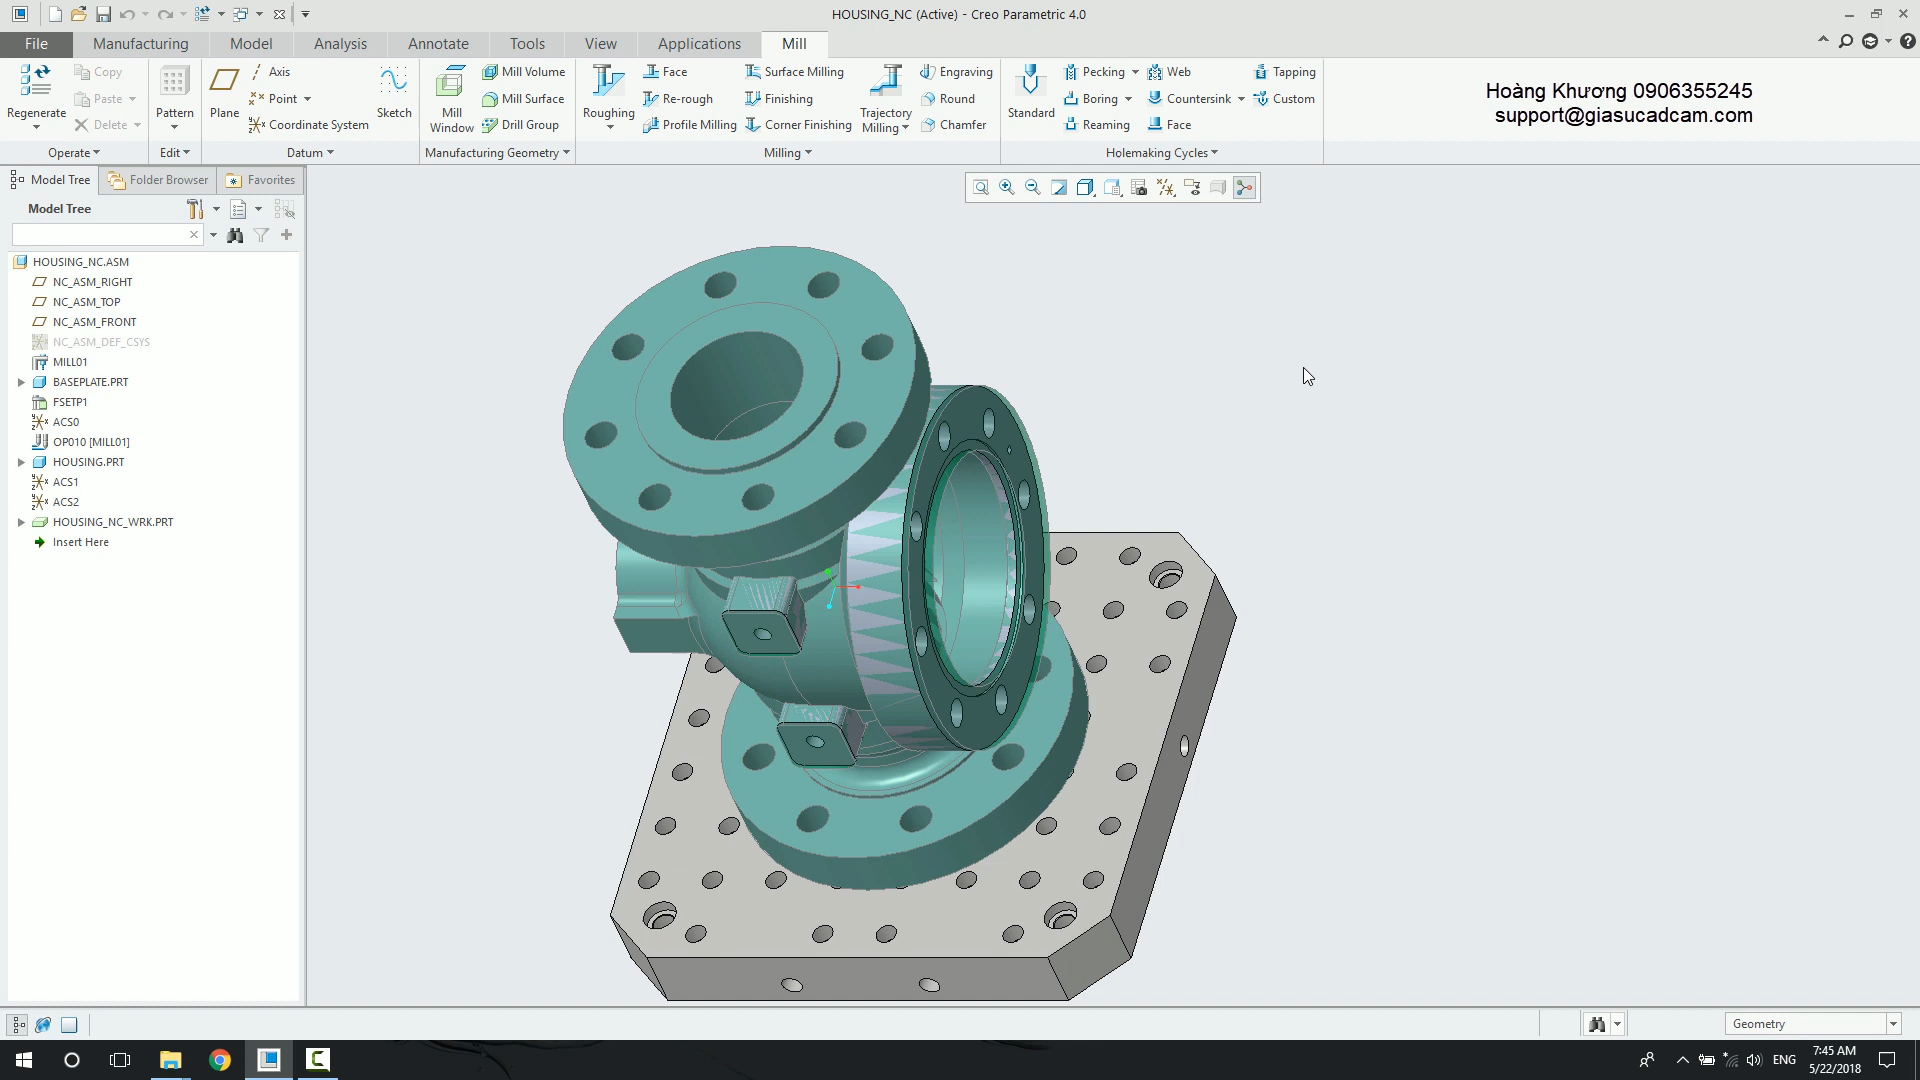 HOUSING_NC (Active) - Creo Parametric 4.0
File Manufacturing Model Analysis Annotate Tools View Applications Mill
Regenerate
Copy
Paste
Delete
Operate
Pattern
Edit
Plane
Axis
Point
Coordinate System
Sketch
Datum
Mill Window
Mill Volume
Mill Surface
Drill Group
Manufacturing Geometry
Roughing
Face
Re-rough
Profile Milling
Surface Milling
Finishing
Corner Finishing
Trajectory Milling
Engraving
Round
Chamfer
Milling
Standard
Pecking
Boring
Reaming
Web
Countersink
Face
Tapping
Custom
Holemaking Cycles
Hoàng Khương 0906355245
support@giasucadcam.com
Model Tree Folder Browser Favorites
Model Tree
HOUSING_NC.ASM
NC_ASM_RIGHT
NC_ASM_TOP
NC_ASM_FRONT
NC_ASM_DEF_CSYS
MILL01
BASEPLATE.PRT
FSETP1
ACS0
OP010 [MILL01]
HOUSING.PRT
ACS1
ACS2
HOUSING_NC_WRK.PRT
Insert Here
Geometry
ENG
7:45 AM
5/22/2018